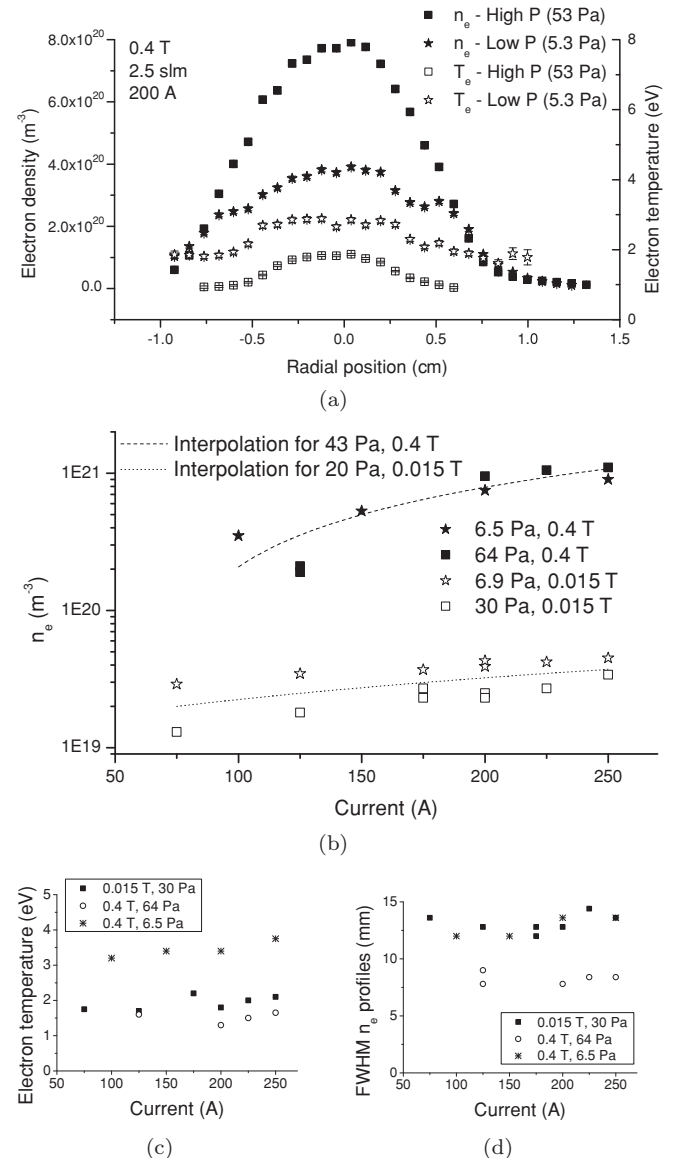 n_e - High P (53 Pa)
n_e - Low P (5.3 Pa)
T_e - High P (53 Pa)
T_e - Low P (5.3 Pa)
0.4 T
2.5 slm
200 A
8.0x10^20
6.0x10^20
4.0x10^20
2.0x10^20
0.0
Electron density (m^-3)
8
6
4
2
0
Electron temperature (eV)
-1.0 -0.5 0.0 0.5 1.0 1.5
Radial position (cm)
(a)
Interpolation for 43 Pa, 0.4 T
Interpolation for 20 Pa, 0.015 T
6.5 Pa, 0.4 T
64 Pa, 0.4 T
6.9 Pa, 0.015 T
30 Pa, 0.015 T
1E21
1E20
1E19
n_e (m^-3)
50 100 150 200 250
Current (A)
(b)
0.015 T, 30 Pa
0.4 T, 64 Pa
0.4 T, 6.5 Pa
5
4
3
2
1
0
Electron temperature (eV)
50 100 150 200 250
Current (A)
(c)
15
10
5
0
FWHM n_e profiles (mm)
0.015 T, 30 Pa
0.4 T, 64 Pa
0.4 T, 6.5 Pa
50 100 150 200 250
Current (A)
(d)